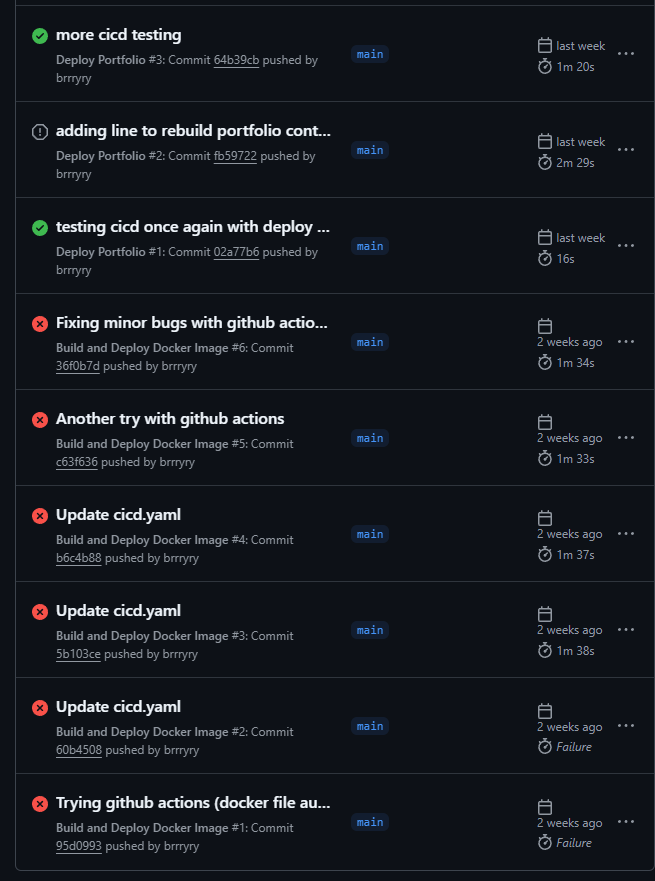 more cicd testing
Deploy Portfolio #3: Commit 64b39cb pushed by
brrryry
main
last week
1m 20s
adding line to rebuild portfolio cont...
Deploy Portfolio #2: Commit fb59722 pushed by
brrryry
main
last week
2m 29s
testing cicd once again with deploy ...
Deploy Portfolio #1: Commit 02a77b6 pushed by
brrryry
main
last week
16s
Fixing minor bugs with github actio...
Build and Deploy Docker Image #6: Commit
36f0b7d pushed by brrryry
main
2 weeks ago
1m 34s
Another try with github actions
Build and Deploy Docker Image #5: Commit
c63f636 pushed by brrryry
main
2 weeks ago
1m 33s
Update cicd.yaml
Build and Deploy Docker Image #4: Commit
b6c4b88 pushed by brrryry
main
2 weeks ago
1m 37s
Update cicd.yaml
Build and Deploy Docker Image #3: Commit
5b103ce pushed by brrryry
main
2 weeks ago
1m 38s
Update cicd.yaml
Build and Deploy Docker Image #2: Commit
60b4508 pushed by brrryry
main
2 weeks ago
Failure
Trying github actions (docker file au...
Build and Deploy Docker Image #1: Commit
95d0993 pushed by brrryry
main
2 weeks ago
Failure